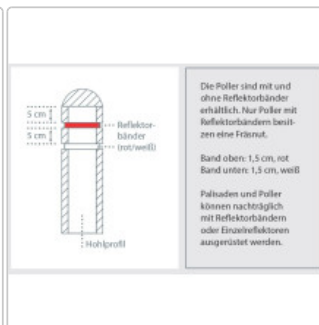 5 cm
5 cm
Reflektor-
bänder
(rot/weiß)
Hohlprofil
Die Poller sind mit und
ohne Reflektorbänder
erhältlich. Nur Poller mit
Reflektorbändern besit-
zen eine Fräsnut.
Band oben: 1,5 cm, rot
Band unten: 1,5 cm, weiß
Palisaden und Poller
können nachträglich
mit Reflektorbändern
oder Einzelreflektoren
ausgerüstet werden.